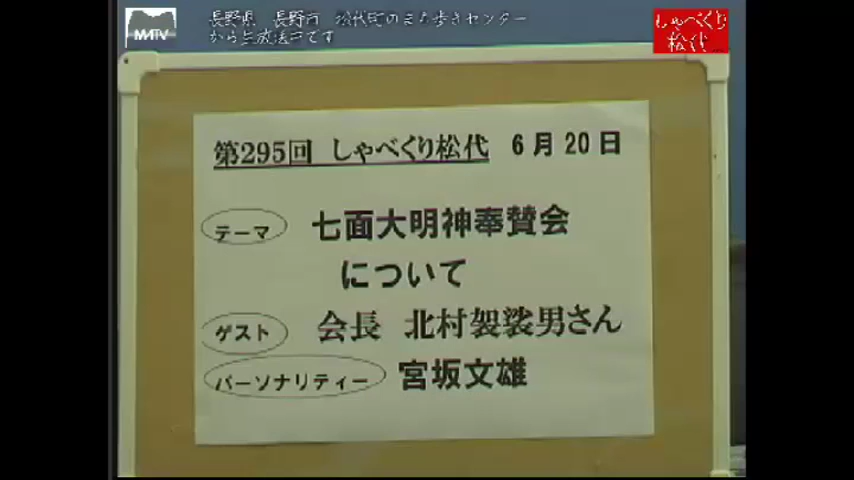 MATV
長野県 長野市 松代町のまち歩きセンター
から生放送中です
しゃべくり
松代
第295回 しゃべくり松代 6月20日
テーマ 七面大明神奉賛会
について
ゲスト 会長 北村袈裟男さん
パーソナリティー 宮坂文雄